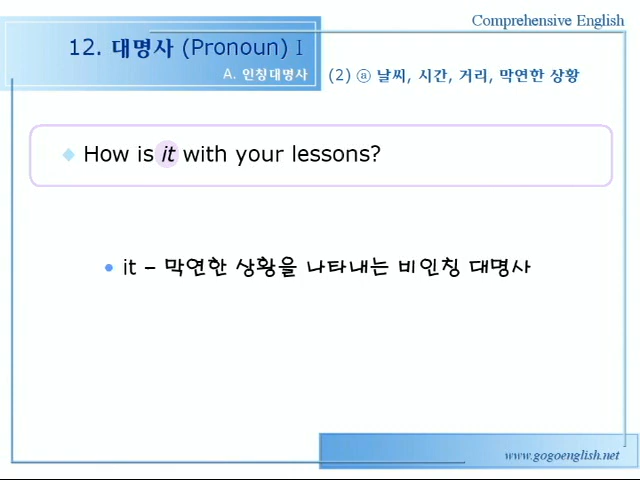 Comprehensive English
12. 대명사 (Pronoun) I
A. 인칭대명사
(2) ⓐ 날씨, 시간, 거리, 막연한 상황
How is it with your lessons?
it – 막연한 상황을 나타내는 비인칭 대명사
www.gogoenglish.net